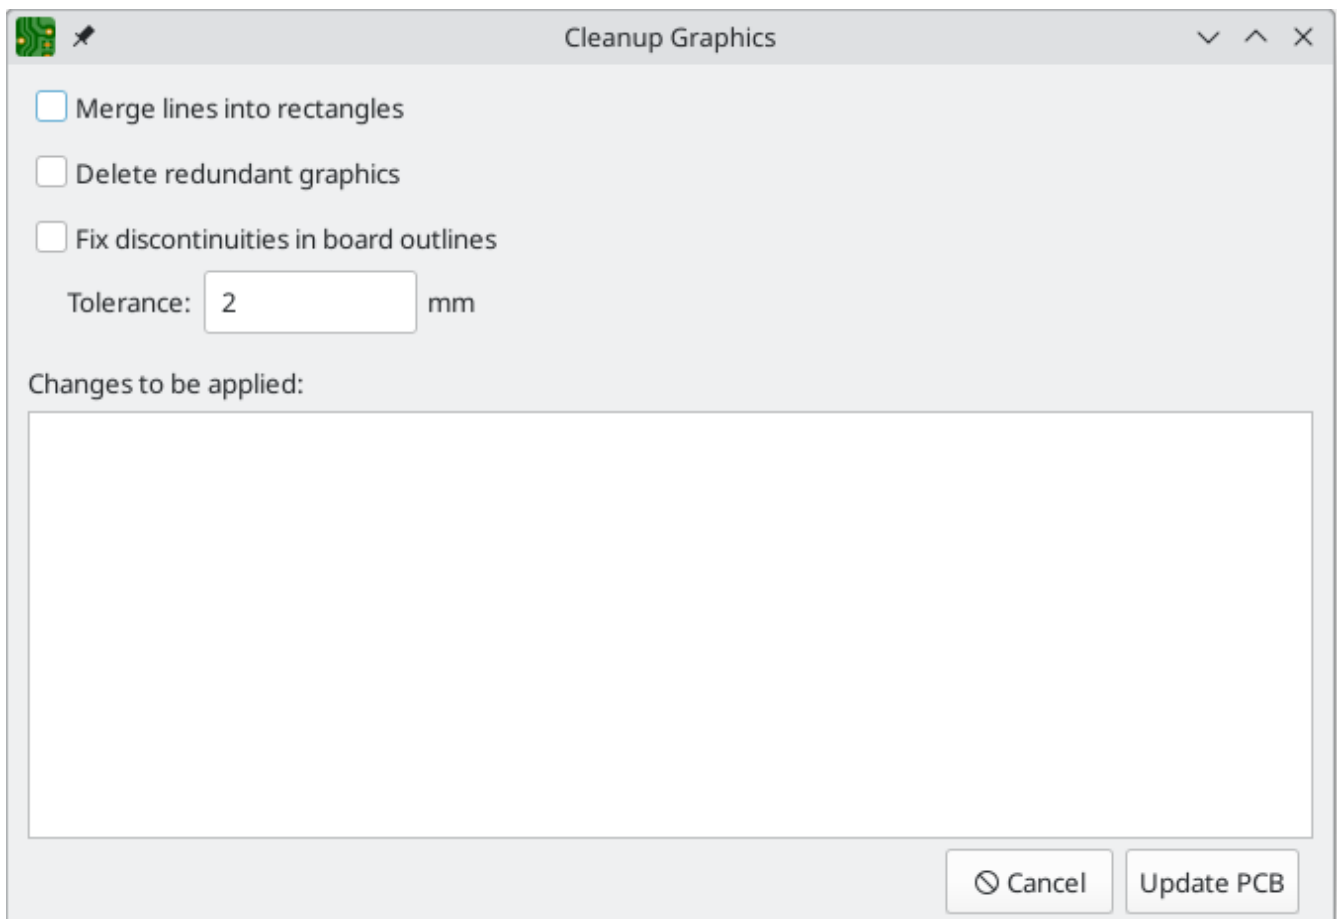 Cleanup Graphics
Merge lines into rectangles
Delete redundant graphics
Fix discontinuities in board outlines
Tolerance: 2 mm
Changes to be applied:
Cancel Update PCB